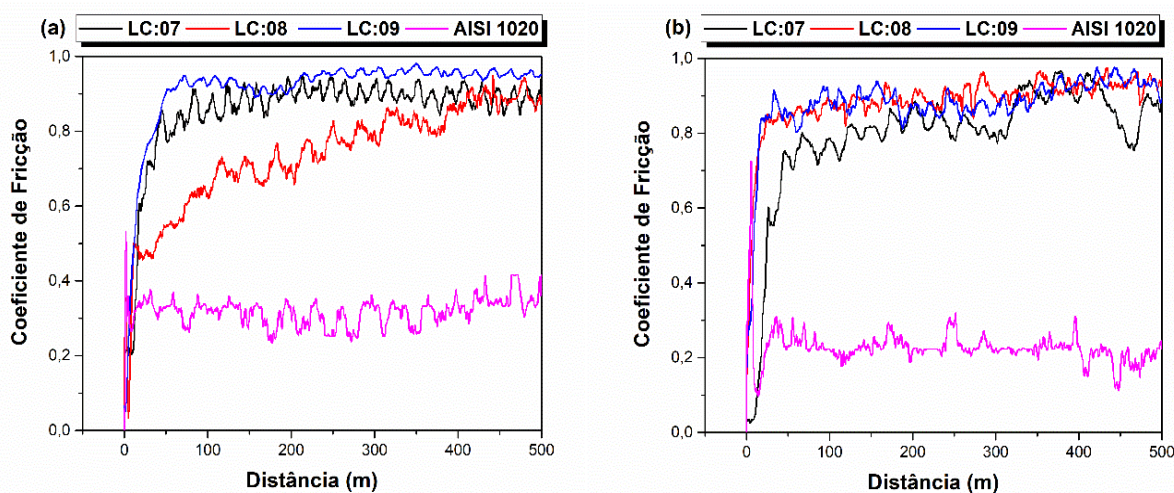 (a) LC:07 LC:08 LC:09 AISI 1020
1,0
0,8
0,6
0,4
0,2
0,0
Coeficiente de Fricção
0 100 200 300 400 500
Distância (m)
(b) LC:07 LC:08 LC:09 AISI 1020
1,0
0,8
0,6
0,4
0,2
0,0
Coeficiente de Fricção
0 100 200 300 400 500
Distância (m)